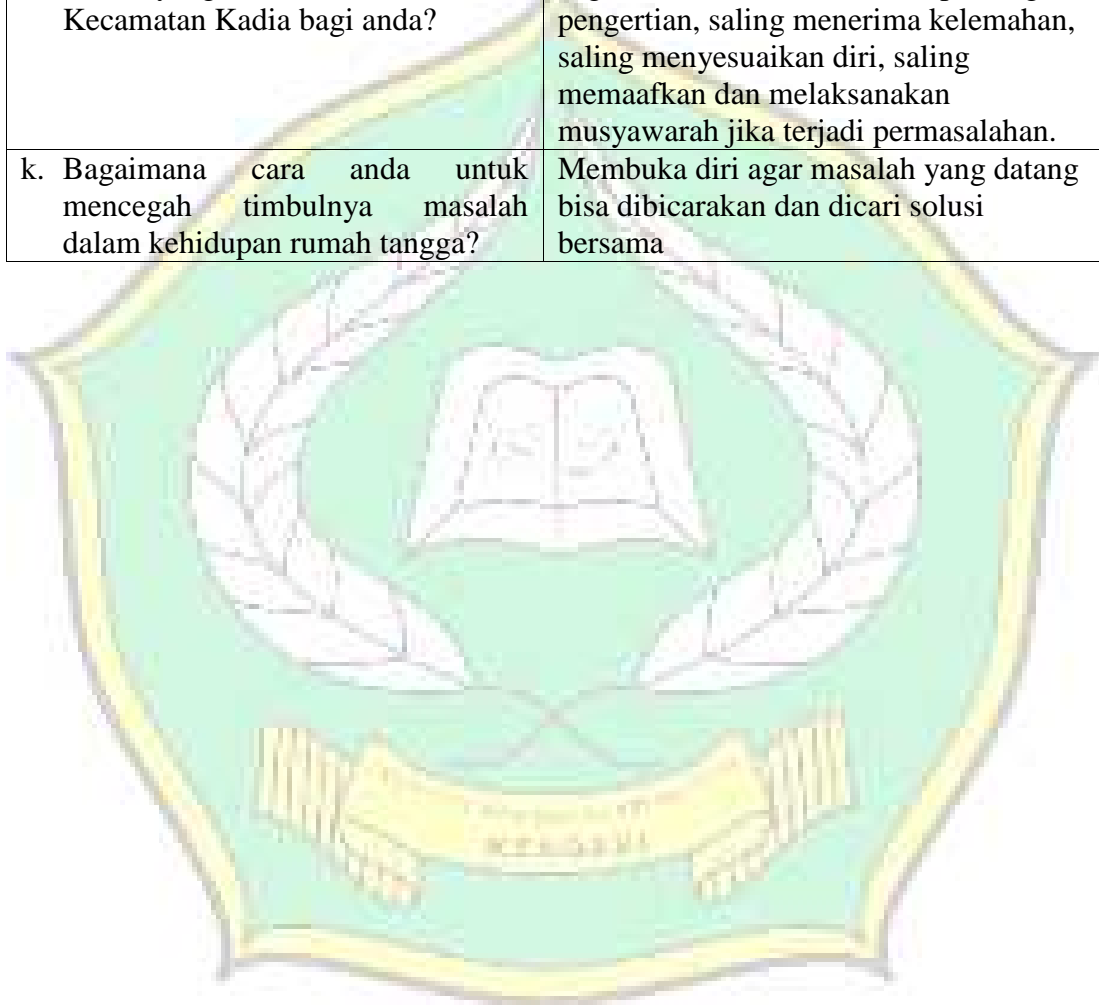 Kecamatan Kadia bagi anda?
pengertian, saling menerima kelemahan,
saling menyesuaikan diri, saling
memaafkan dan melaksanakan
musyawarah jika terjadi permasalahan.
k. Bagaimana cara anda untuk
mencegah timbulnya masalah
dalam kehidupan rumah tangga?
Membuka diri agar masalah yang datang
bisa dibicarakan dan dicari solusi
bersama
KENDARI